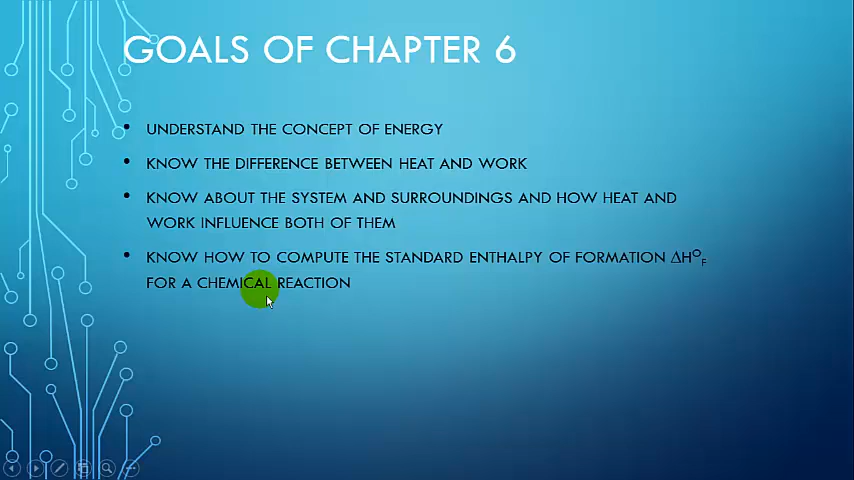 GOALS OF CHAPTER 6
• UNDERSTAND THE CONCEPT OF ENERGY
• KNOW THE DIFFERENCE BETWEEN HEAT AND WORK
• KNOW ABOUT THE SYSTEM AND SURROUNDINGS AND HOW HEAT AND
WORK INFLUENCE BOTH OF THEM
• KNOW HOW TO COMPUTE THE STANDARD ENTHALPY OF FORMATION ΔH°F
FOR A CHEMICAL REACTION